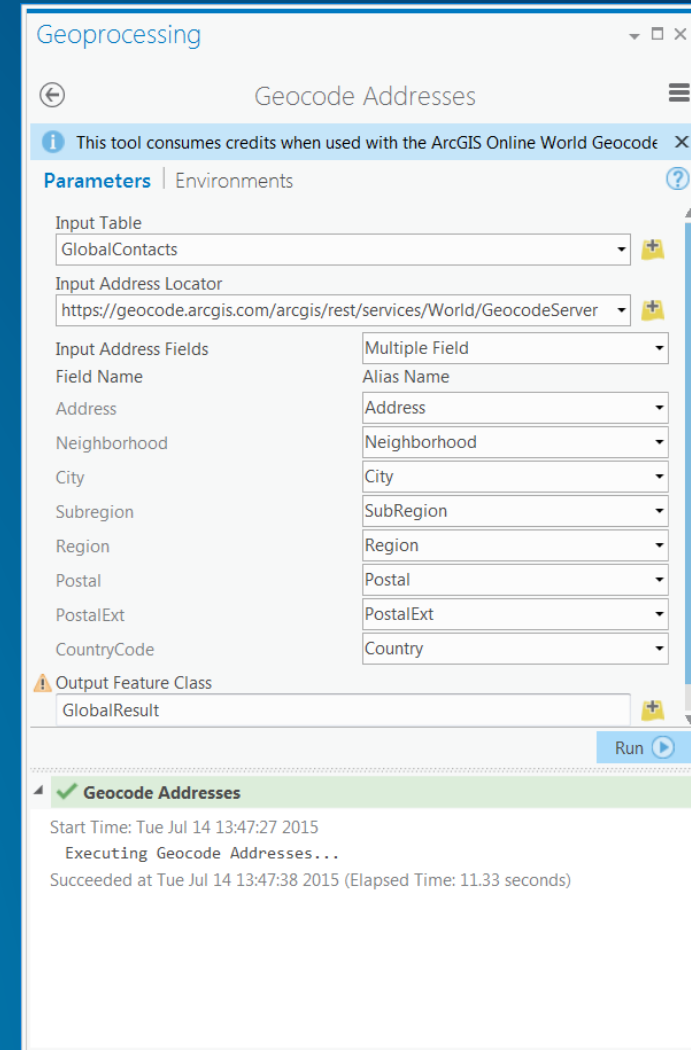 Geoprocessing
Geocode Addresses
This tool consumes credits when used with the ArcGIS Online World Geocode
Parameters Environments
Input Table
GlobalContacts
Input Address Locator
https://geocode.arcgis.com/arcgis/rest/services/World/GeocodeServer
Input Address Fields Multiple Field
Field Name Alias Name
Address Address
Neighborhood Neighborhood
City City
Subregion SubRegion
Region Region
Postal Postal
PostalExt PostalExt
CountryCode Country
Output Feature Class
GlobalResult
Run
Geocode Addresses
Start Time: Tue Jul 14 13:47:27 2015
Executing Geocode Addresses...
Succeeded at Tue Jul 14 13:47:38 2015 (Elapsed Time: 11.33 seconds)